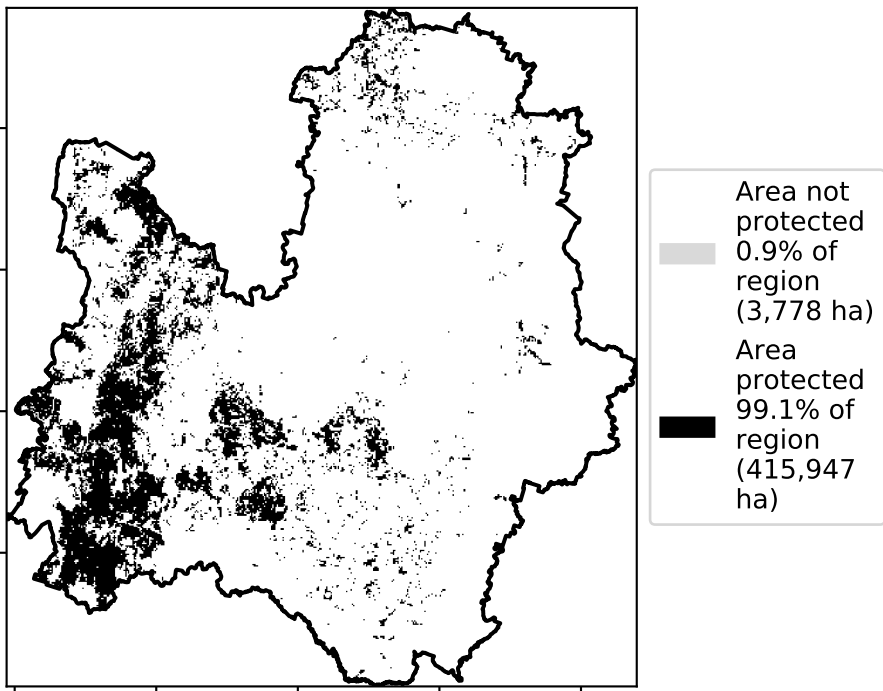 Area not
protected
0.9% of
region
(3,778 ha)
Area
protected
99.1% of
region
(415,947
ha)